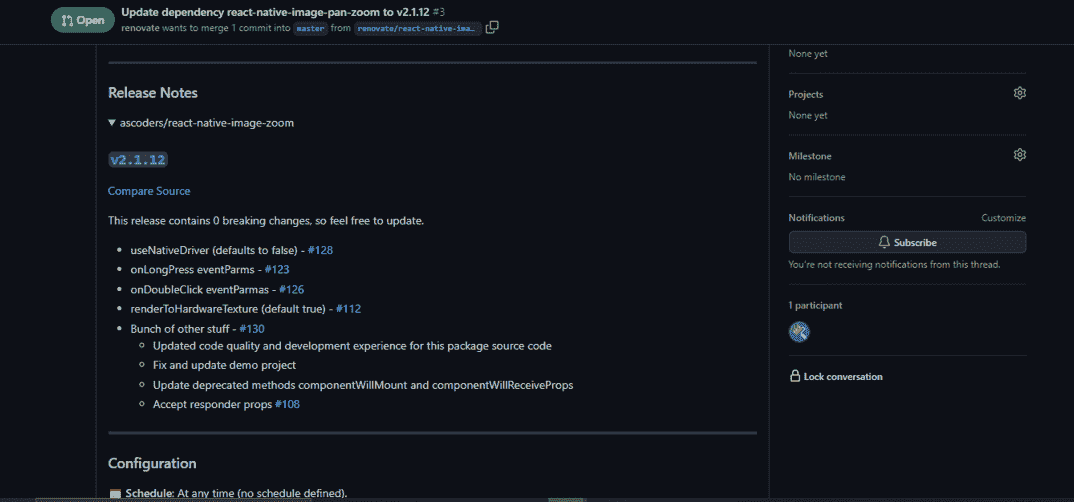 Open
Update dependency react-native-image-pan-zoom to v2.1.12 #3
renovate wants to merge 1 commit into master from renovate/react-native-ima…
Release Notes
ascoders/react-native-image-zoom
v2.1.12
Compare Source
This release contains 0 breaking changes, so feel free to update.
useNativeDriver (defaults to false) - #128
onLongPress eventParms - #123
onDoubleClick eventParmas - #126
renderToHardwareTexture (default true) - #112
Bunch of other stuff - #130
Updated code quality and development experience for this package source code
Fix and update demo project
Update deprecated methods componentWillMount and componentWillReceiveProps
Accept responder props #108
Configuration
Schedule: At any time (no schedule defined).
None yet
Projects
None yet
Milestone
No milestone
Notifications
Customize
Subscribe
You're not receiving notifications from this thread.
1 participant
Lock conversation